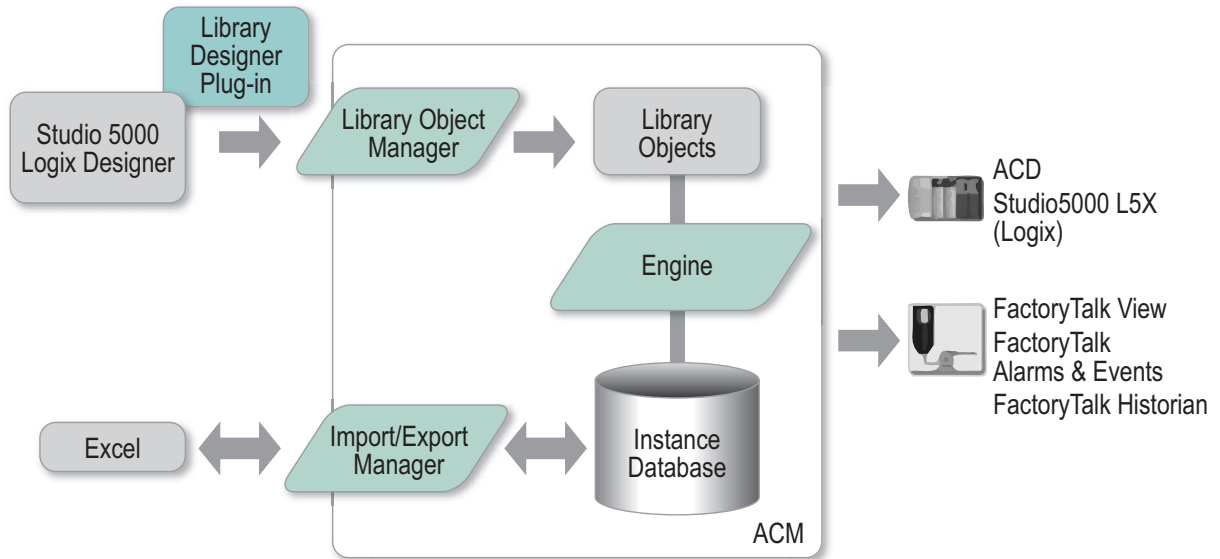 Library
Designer
Plug-in
Studio 5000
Logix Designer
Library Object
Manager
Library
Objects
ACD
Studio5000 L5X
(Logix)
Engine
FactoryTalk View
FactoryTalk
Alarms & Events
FactoryTalk Historian
Excel
Import/Export
Manager
Instance
Database
ACM